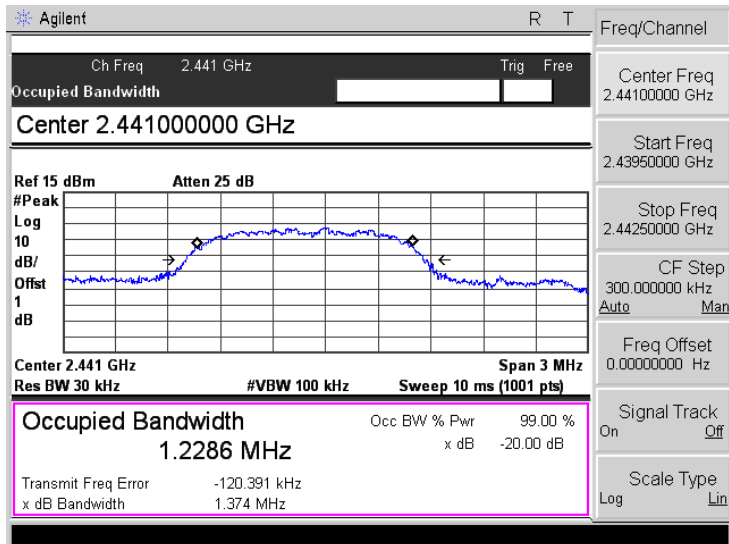 Agilent R T
Ch Freq 2.441 GHz Trig Free
Occupied Bandwidth
Center 2.441000000 GHz
Ref 15 dBm Atten 25 dB
#Peak
Log
10
dB/
Offst
1
dB
Center 2.441 GHz Span 3 MHz
Res BW 30 kHz #VBW 100 kHz Sweep 10 ms (1001 pts)
Occupied Bandwidth
1.2286 MHz
Occ BW % Pwr 99.00 %
x dB -20.00 dB
Transmit Freq Error -120.391 kHz
x dB Bandwidth 1.374 MHz
Freq/Channel
Center Freq
2.44100000 GHz
Start Freq
2.43950000 GHz
Stop Freq
2.44250000 GHz
CF Step
300.000000 kHz
Auto Man
Freq Offset
0.00000000 Hz
Signal Track
On Off
Scale Type
Log Lin